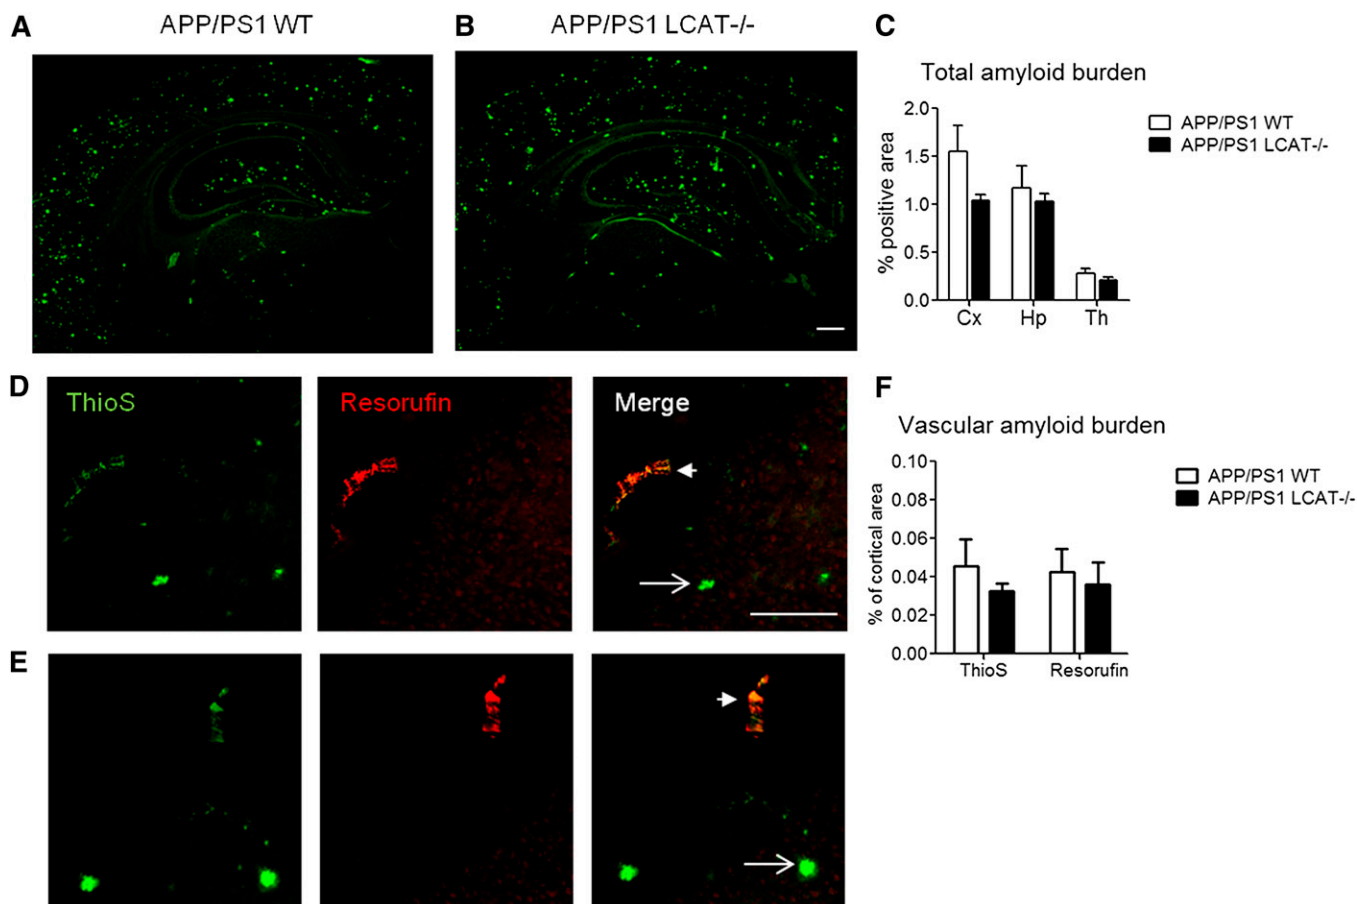 A
APP/PS1 WT
B
APP/PS1 LCAT-/-
C
Total amyloid burden
% positive area
2.0
1.5
1.0
0.5
0.0
Cx Hp Th
APP/PS1 WT
APP/PS1 LCAT-/-
D
ThioS
Resorufin
Merge
E
F
Vascular amyloid burden
% of cortical area
0.10
0.08
0.06
0.04
0.02
0.00
ThioS Resorufin
APP/PS1 WT
APP/PS1 LCAT-/-